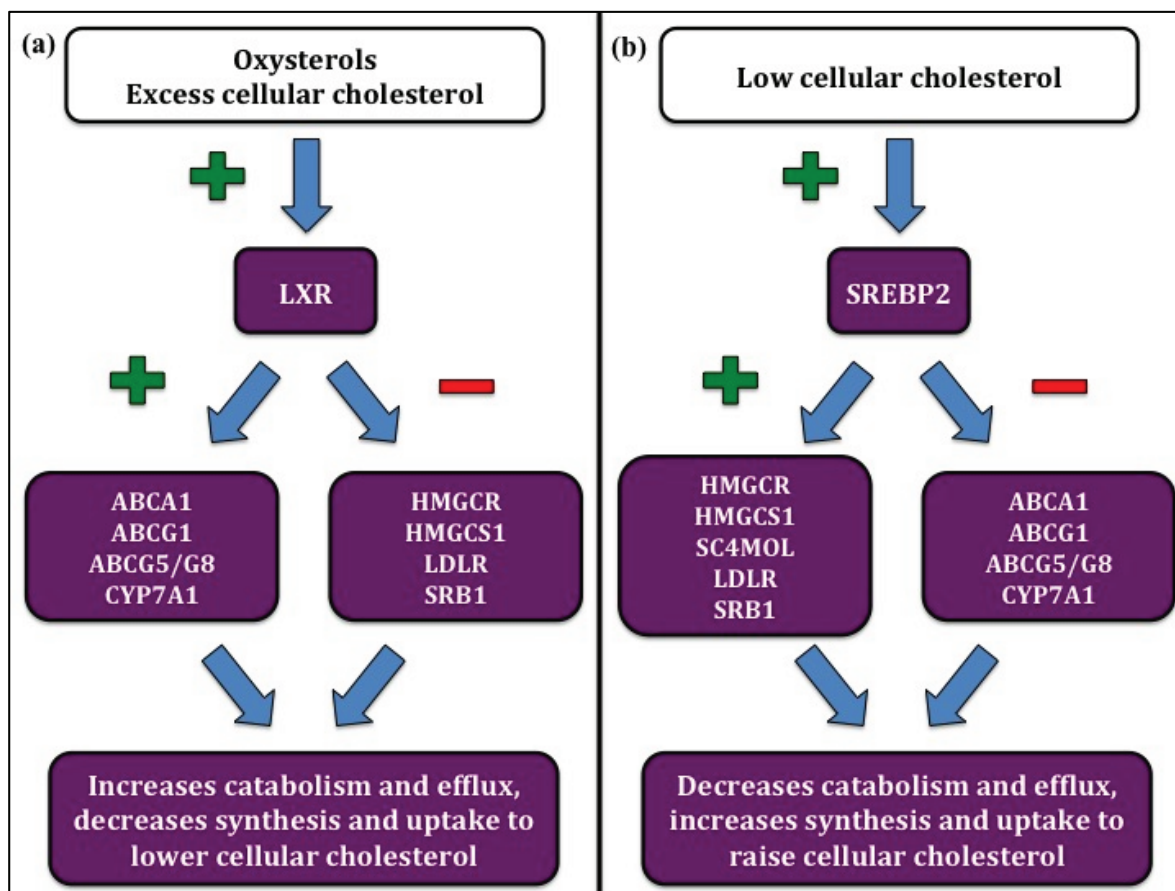 (a)
Oxysterols
Excess cellular cholesterol
LXR
ABCA1
ABCG1
ABCG5/G8
CYP7A1
HMGCR
HMGCS1
LDLR
SRB1
Increases catabolism and efflux,
decreases synthesis and uptake to
lower cellular cholesterol
(b)
Low cellular cholesterol
SREBP2
HMGCR
HMGCS1
SC4MOL
LDLR
SRB1
ABCA1
ABCG1
ABCG5/G8
CYP7A1
Decreases catabolism and efflux,
increases synthesis and uptake to
raise cellular cholesterol